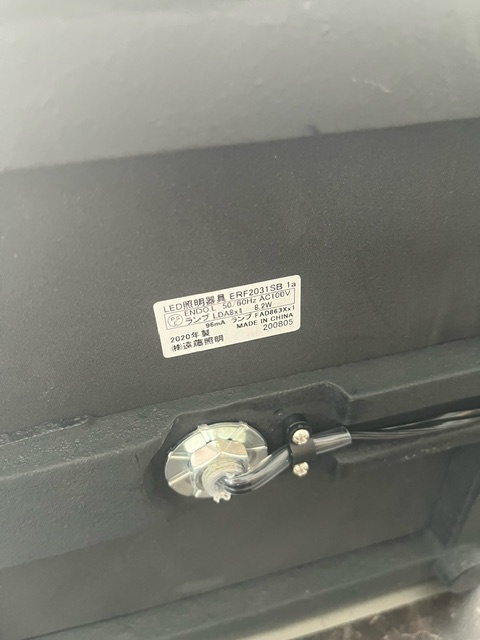 LED照明器具 ERF2031SB 1a
ENDO.L 50/60Hz AC100V
ランプ LDA8x1 8.2W
96mA ランプ FAD863Xx1
2020年製 MADE IN CHINA
㈱遠藤照明 200805